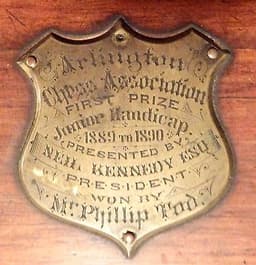 Arlington
Chess Association
FIRST PRIZE
Junior Handicap
1889 TO 1890
PRESENTED BY
NEIL KENNEDY ESQ
PRESIDENT
WON BY
Mr Phillip Tod.